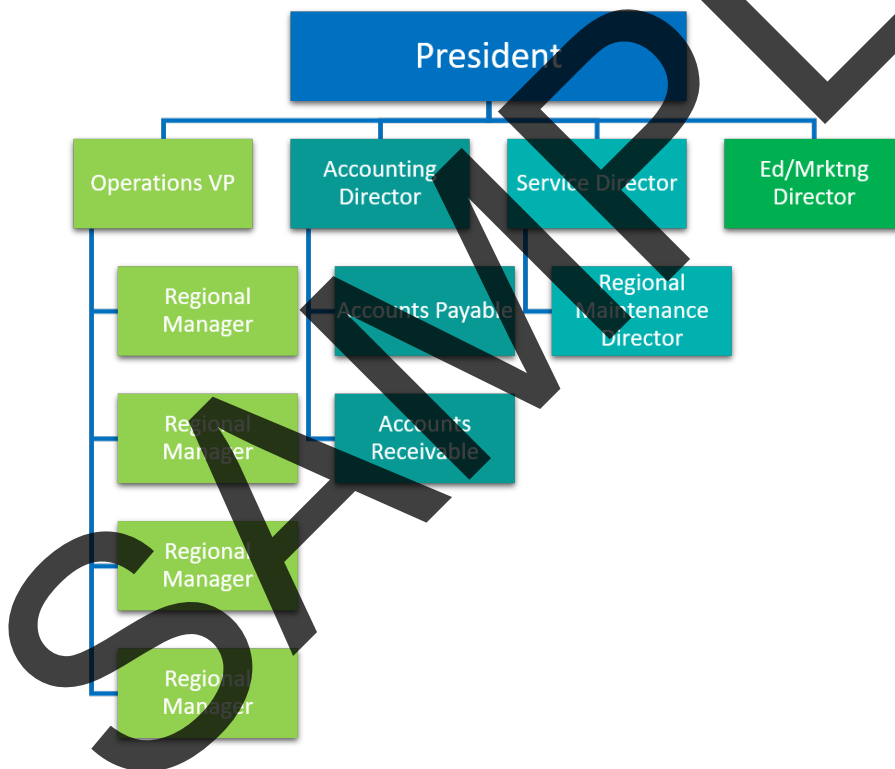 President
Operations VP
Accounting
Director
Service Director
Ed/Mrktng
Director
Regional
Manager
Accounts Payable
Regional
Maintenance
Director
Regional
Manager
Accounts
Receivable
Regional
Manager
Regional
Manager
SAMPL